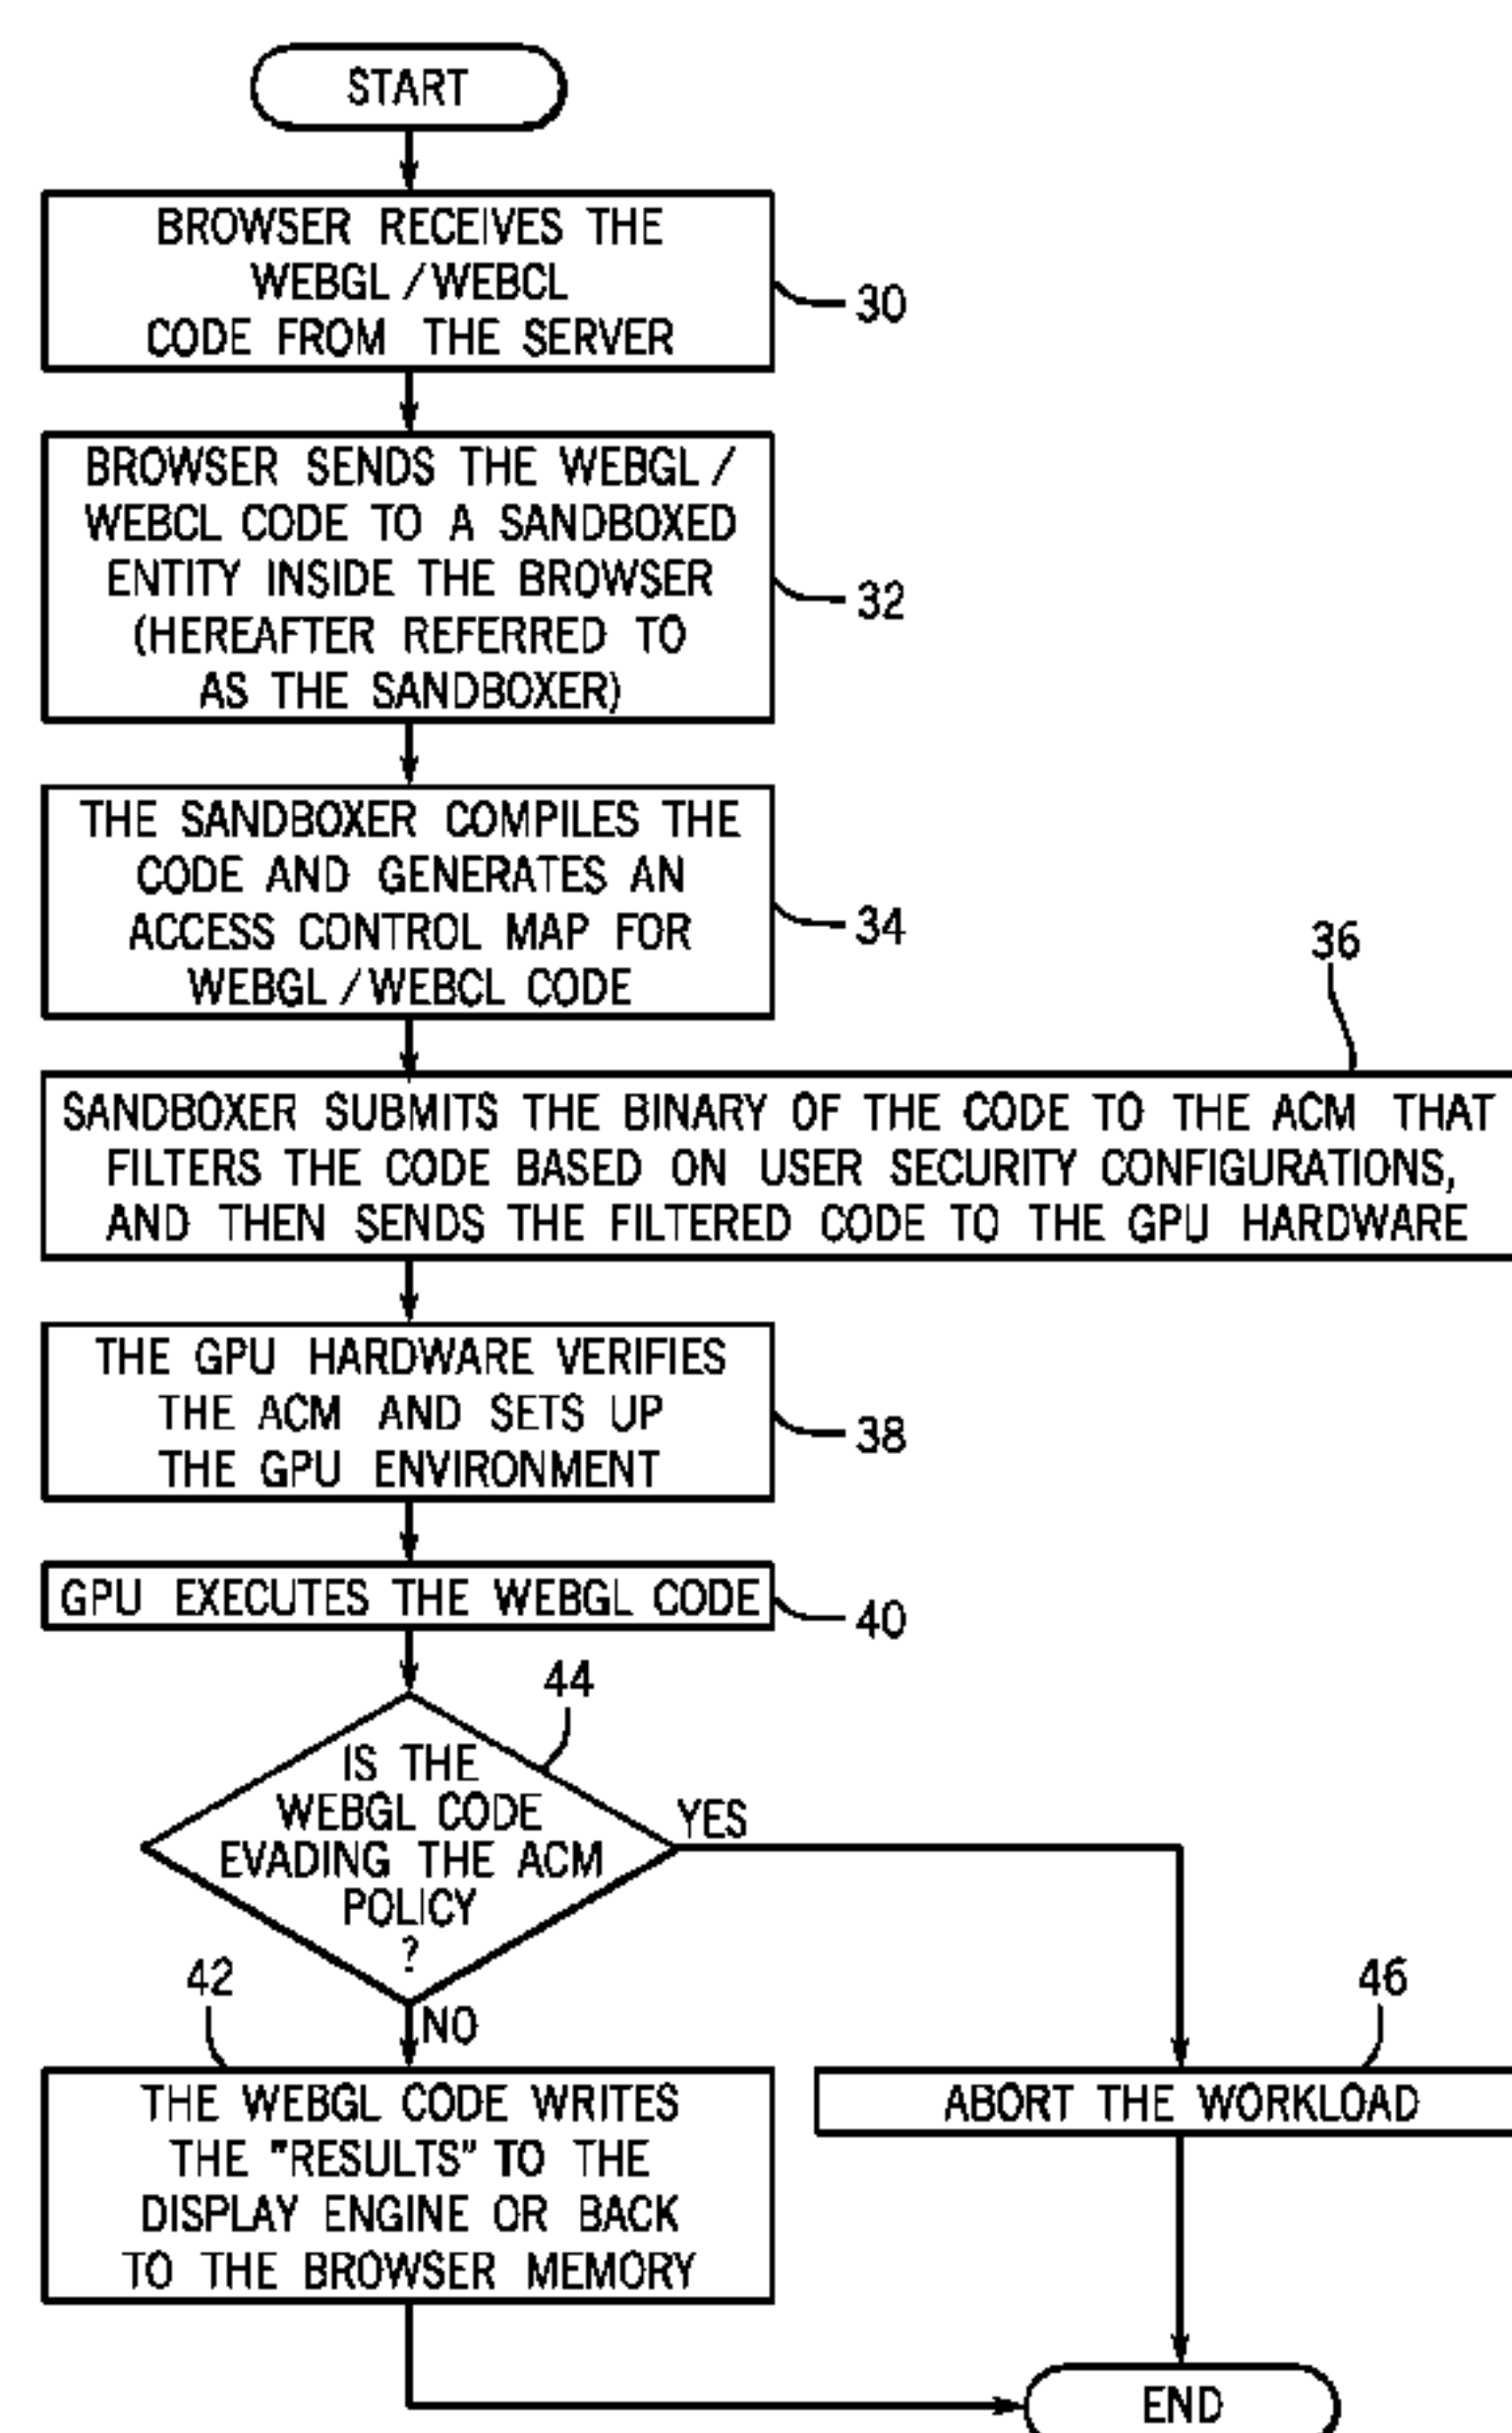 START
BROWSER RECEIVES THE
WEBGL/WEBCL
CODE FROM THE SERVER
30
BROWSER SENDS THE WEBGL/
WEBCL CODE TO A SANDBOXED
ENTITY INSIDE THE BROWSER
(HEREAFTER REFERRED TO
AS THE SANDBOXER)
32
THE SANDBOXER COMPILES THE
CODE AND GENERATES AN
ACCESS CONTROL MAP FOR
WEBGL/WEBCL CODE
34
36
SANDBOXER SUBMITS THE BINARY OF THE CODE TO THE ACM THAT
FILTERS THE CODE BASED ON USER SECURITY CONFIGURATIONS,
AND THEN SENDS THE FILTERED CODE TO THE GPU HARDWARE
THE GPU HARDWARE VERIFIES
THE ACM AND SETS UP
THE GPU ENVIRONMENT
38
GPU EXECUTES THE WEBGL CODE
40
44
IS THE
WEBGL CODE
EVADING THE ACM
POLICY
?
YES
NO
42
THE WEBGL CODE WRITES
THE "RESULTS" TO THE
DISPLAY ENGINE OR BACK
TO THE BROWSER MEMORY
46
ABORT THE WORKLOAD
END